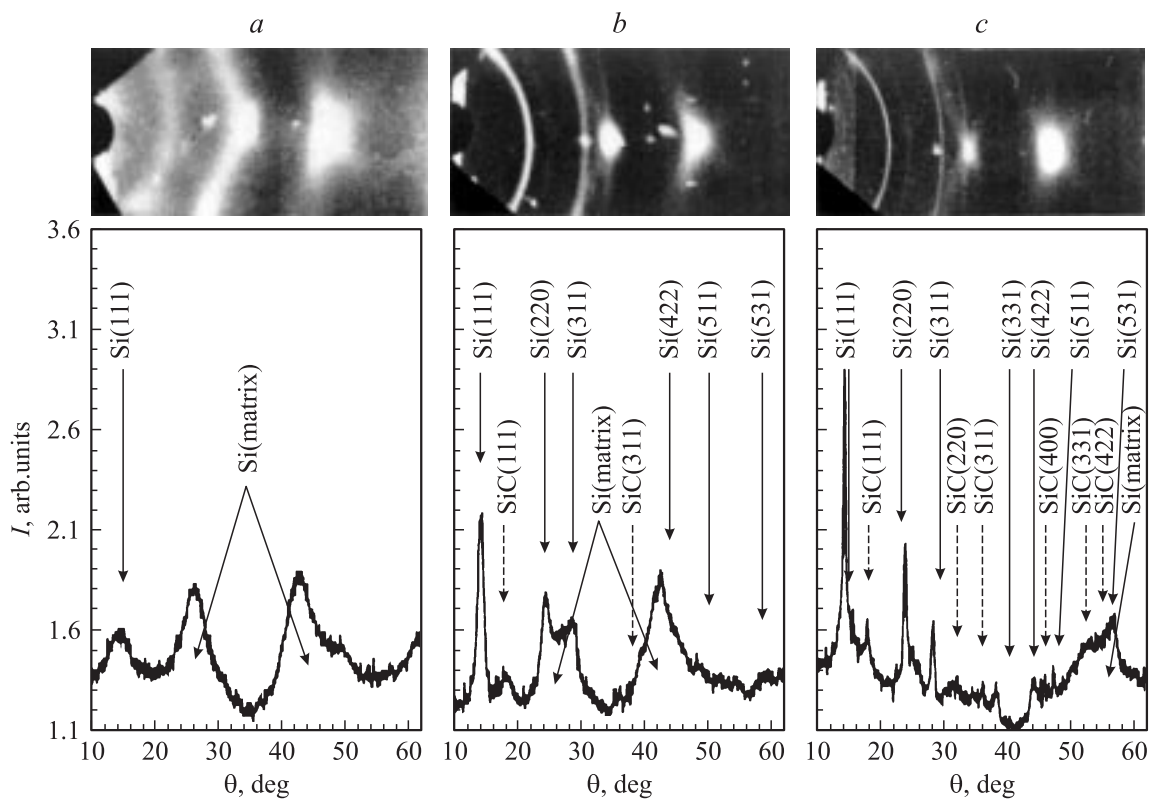 a
b
c
3.6
3.1
2.6
2.1
1.6
1.1
I, arb.units
Si(111)
Si(matrix)
10 20 30 40 50 60
θ, deg
Si(111)
SiC(111)
Si(220)
Si(311)
Si(matrix)
SiC(311)
Si(422)
Si(511)
Si(531)
10 20 30 40 50 60
θ, deg
Si(111)
SiC(111)
Si(220)
Si(311)
SiC(220)
SiC(311)
Si(331)
Si(422)
SiC(400)
Si(511)
SiC(331)
SiC(422)
Si(531)
Si(matrix)
10 20 30 40 50 60
θ, deg